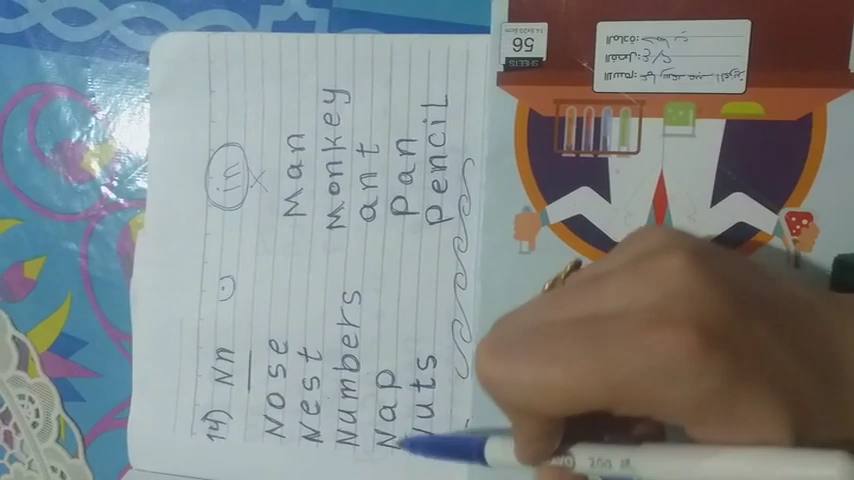 14) Nn in
Nose Man
Nest Monkey
Numbers ant
Nap Pan
Nuts Pencil
56
SHEETS